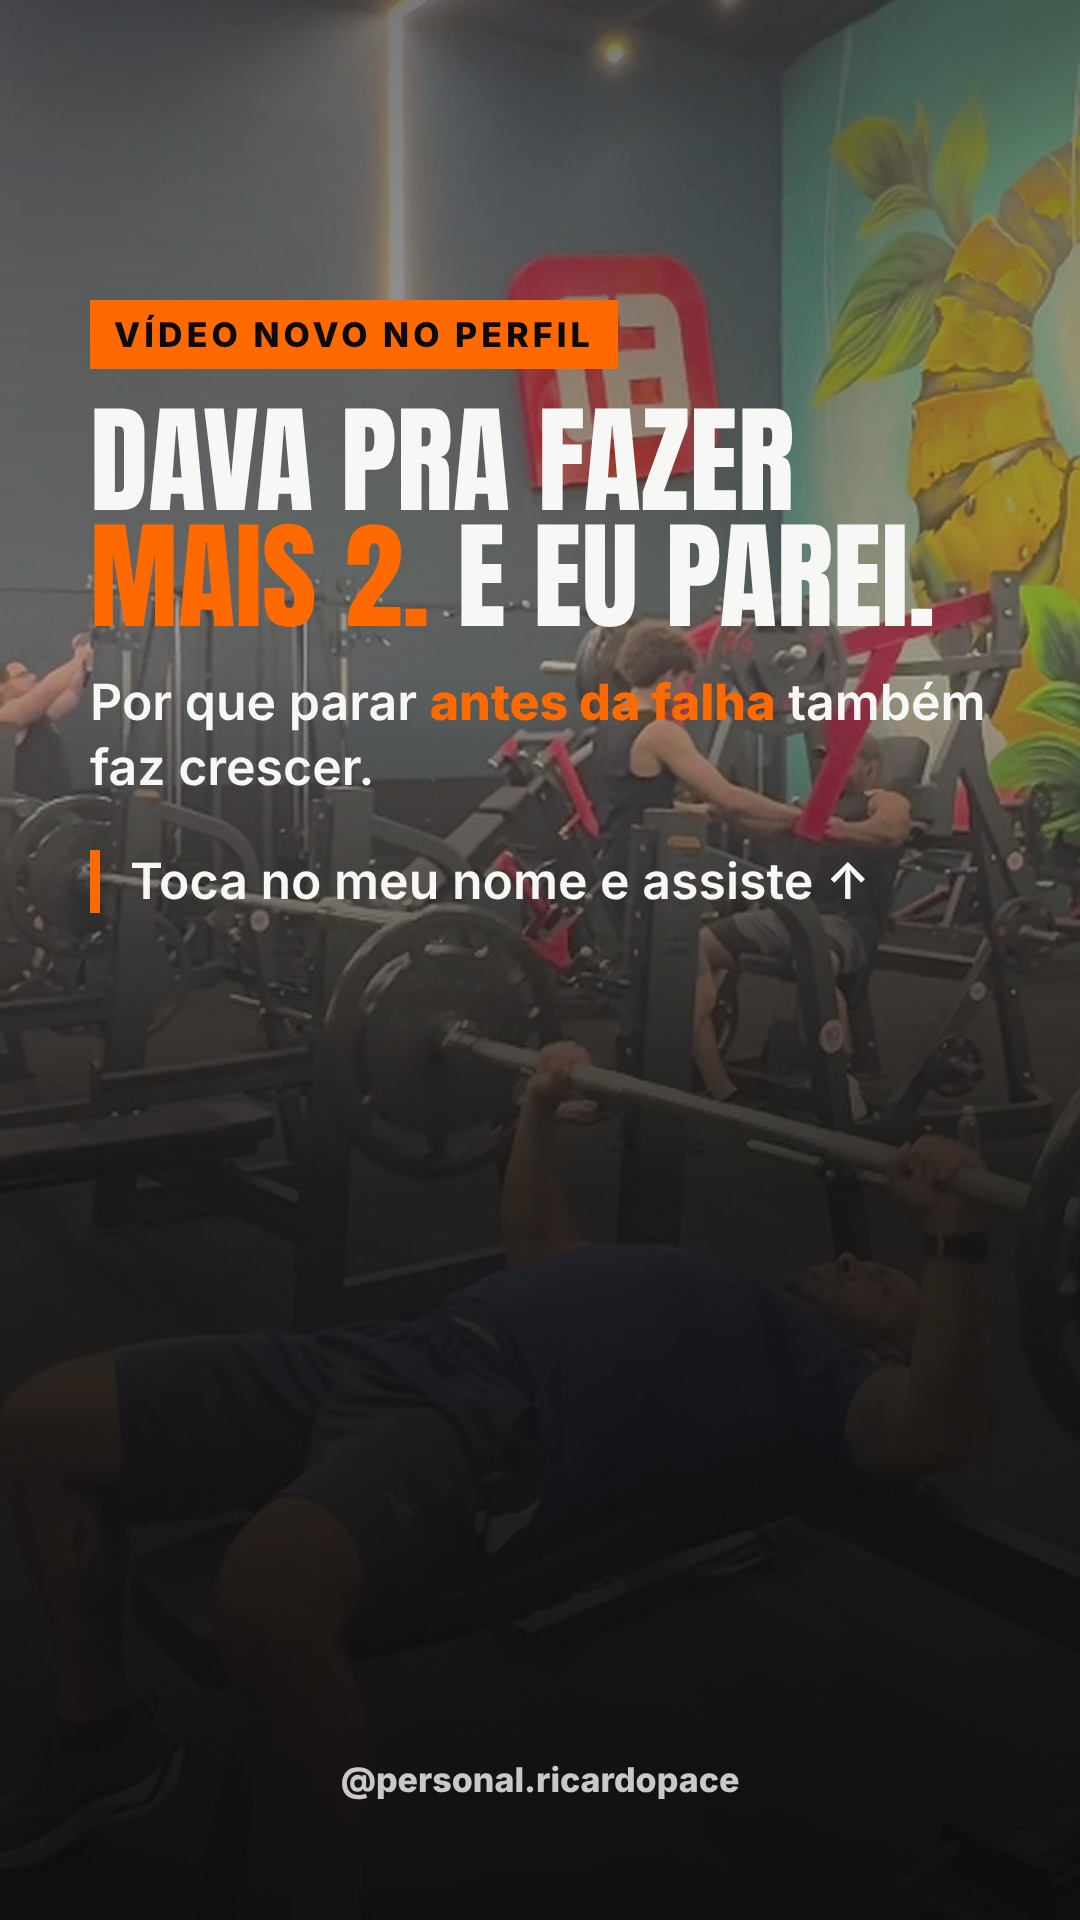 VÍDEO NOVO NO PERFIL
DAVA PRA FAZER
MAIS 2. E EU PAREI.
Por que parar antes da falha também
faz crescer.
Toca no meu nome e assiste ↑
@personal.ricardopace